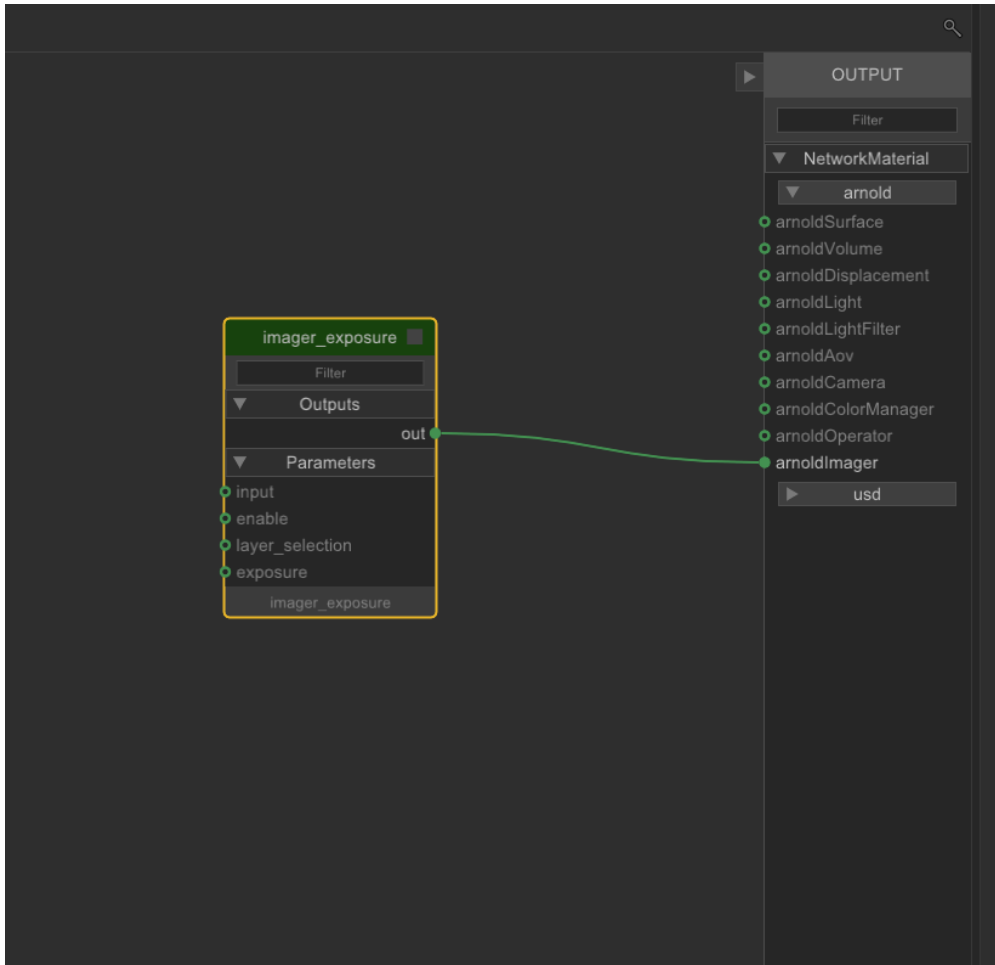 OUTPUT
Filter
NetworkMaterial
arnold
arnoldSurface
arnoldVolume
arnoldDisplacement
arnoldLight
arnoldLightFilter
arnoldAov
arnoldCamera
arnoldColorManager
arnoldOperator
arnoldImager
usd
imager_exposure
Filter
Outputs
out
Parameters
input
enable
layer_selection
exposure
imager_exposure